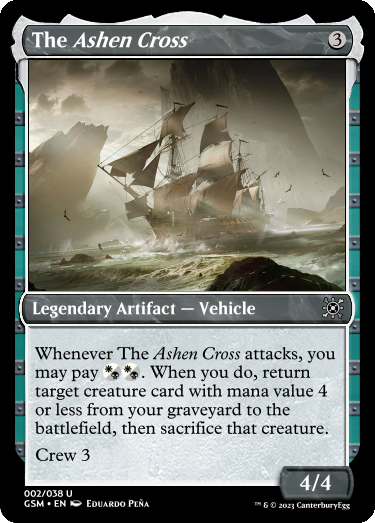 The Ashen Cross
3
Legendary Artifact — Vehicle
Whenever The Ashen Cross attacks, you
may pay . When you do, return
target creature card with mana value 4
or less from your graveyard to the
battlefield, then sacrifice that creature.
Crew 3
4/4
002/038 U
GSM • EN Eduardo Peña
™ & © 2023 CanterburyEgg